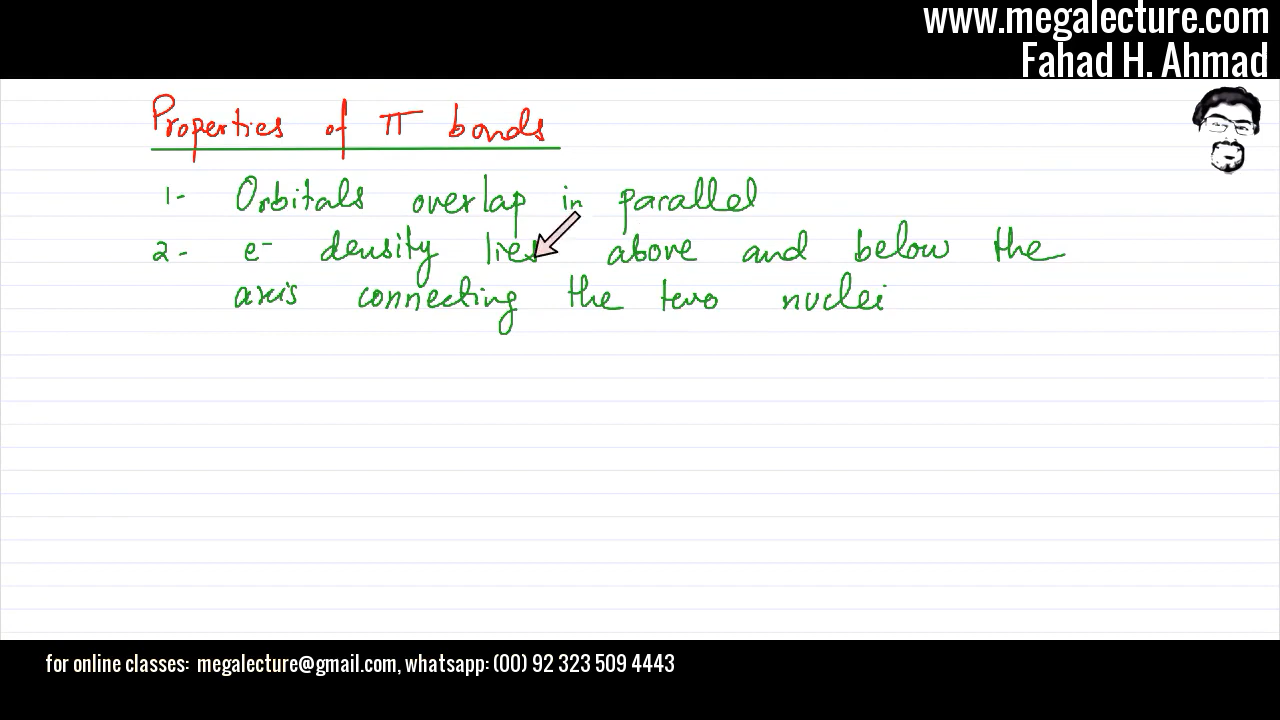 www.megalecture.com
Fahad H. Ahmad
Properties of π bonds
1- Orbitals overlap in parallel
2- e⁻ density lies above and below the
axis connecting the two nuclei
for online classes: megalecture@gmail.com, whatsapp: (00) 92 323 509 4443